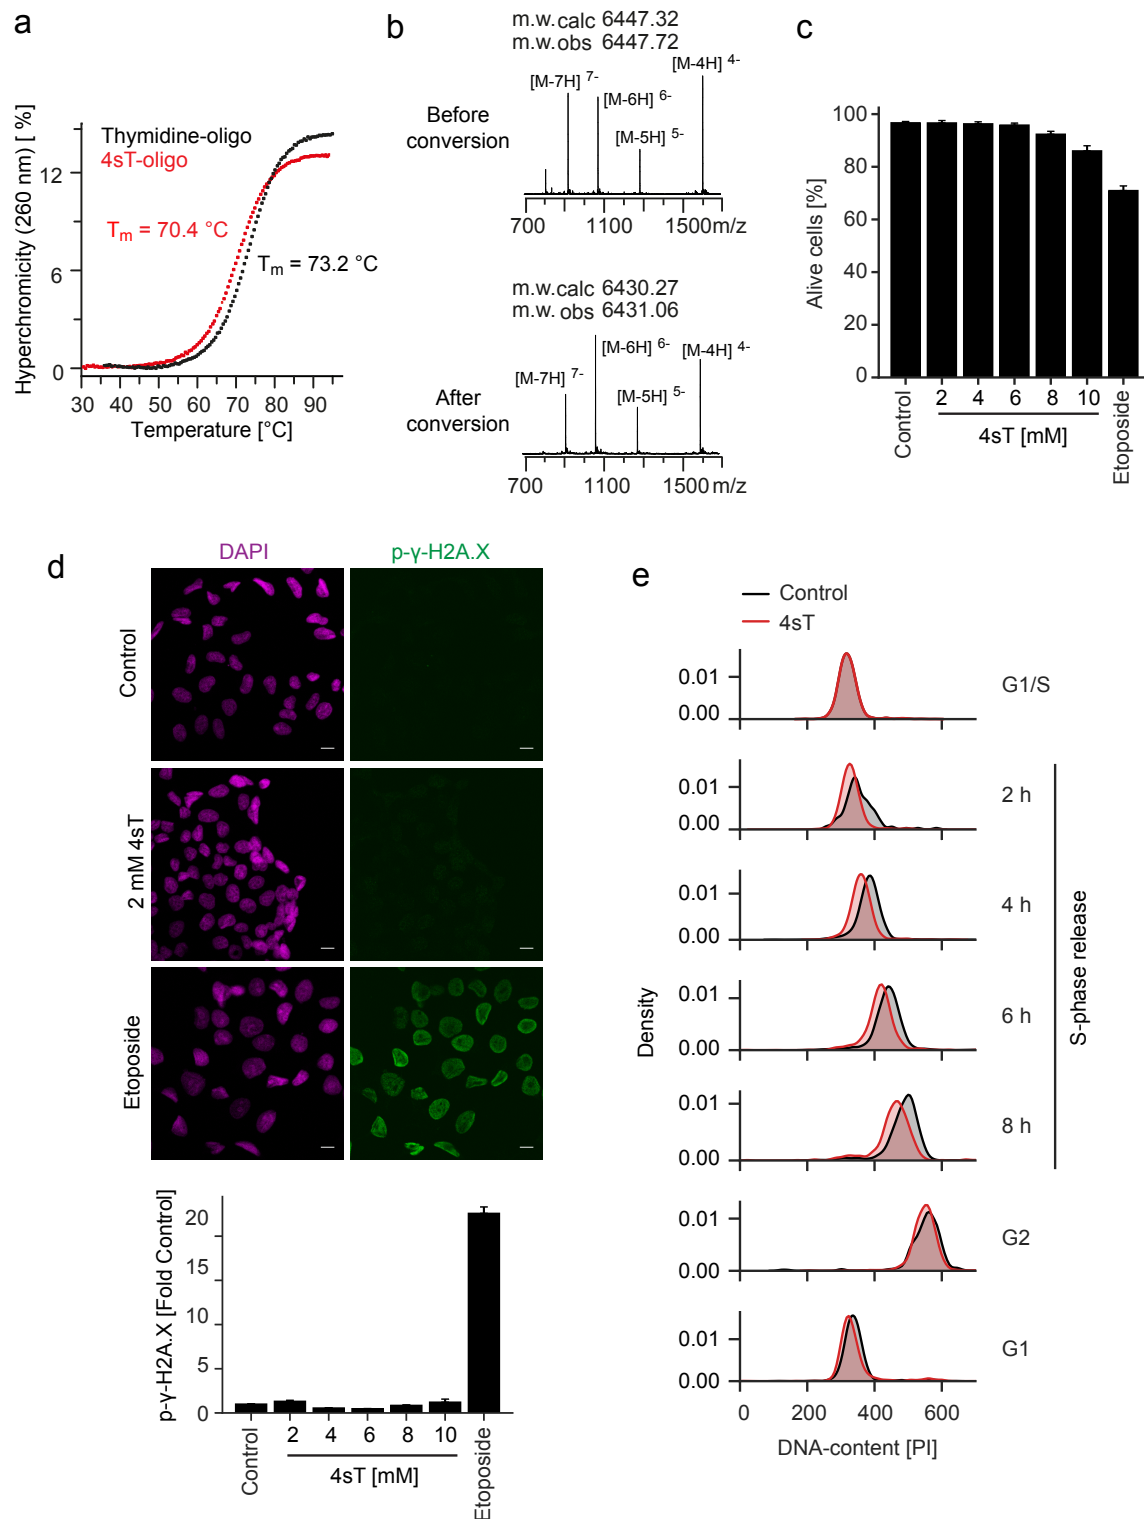 a
Hyperchromicity (260 nm) [ %]
12
6
0
Thymidine-oligo
4sT-oligo
Tm = 70.4 °C
Tm = 73.2 °C
30 50 60 70 80 90
Temperature [°C]
b
m.w.calc 6447.32
m.w.obs 6447.72
Before
conversion
[M-7H] 7-
[M-6H] 6-
[M-5H] 5-
[M-4H] 4-
700 1100 1500 m/z
m.w.calc 6430.27
m.w.obs 6431.06
After
conversion
[M-7H] 7-
[M-6H] 6-
[M-5H] 5-
[M-4H] 4-
700 1100 1500 m/z
c
Alive cells [%]
100
80
60
40
20
0
Control 2 4 6 8 10 Etoposide
4sT [mM]
d
DAPI p-γ-H2A.X
Control
2 mM 4sT
Etoposide
p-γ-H2A.X [Fold Control]
20
15
10
5
0
Control 2 4 6 8 10 Etoposide
4sT [mM]
e
Control
4sT
Density
0.01
0.00
G1/S
0.01
0.00
2 h
0.01
0.00
4 h
0.01
0.00
6 h
0.01
0.00
8 h
S-phase release
0.01
0.00
G2
0.01
0.00
G1
0 200 400 600
DNA-content [PI]